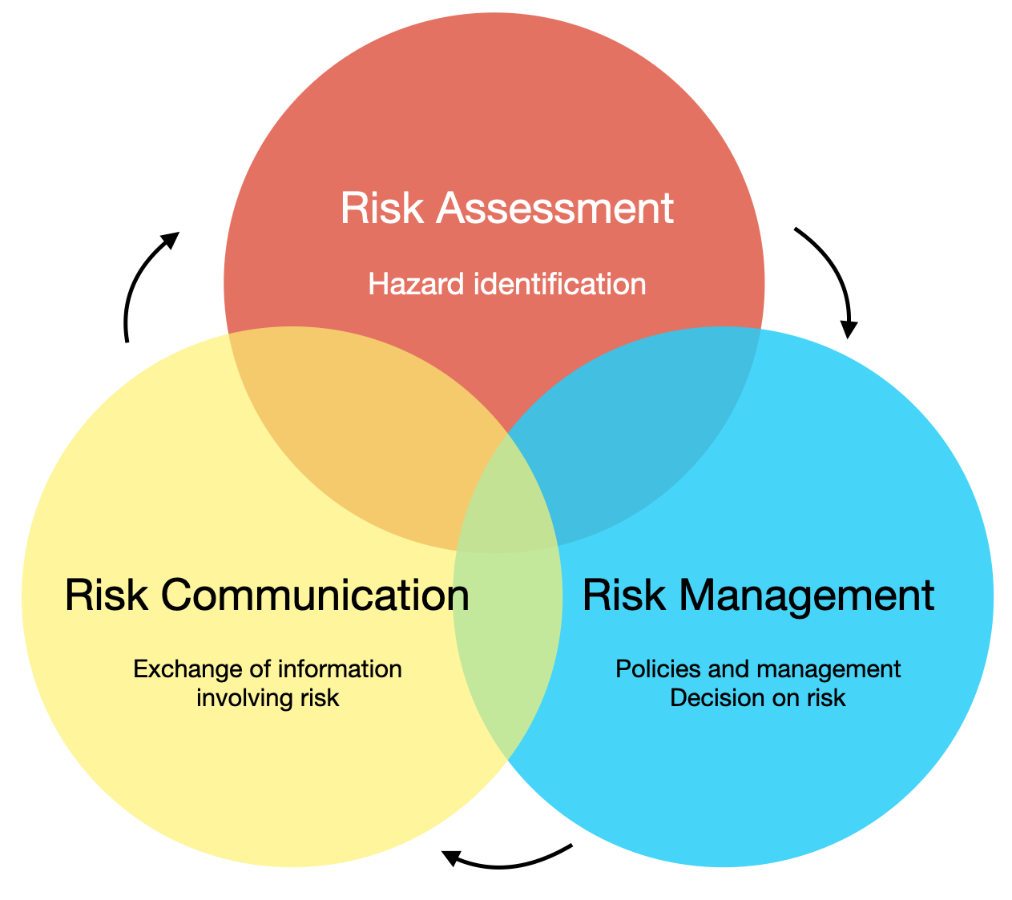 Risk Assessment
Hazard identification
Risk Communication
Exchange of information
involving risk
Risk Management
Policies and management
Decision on risk